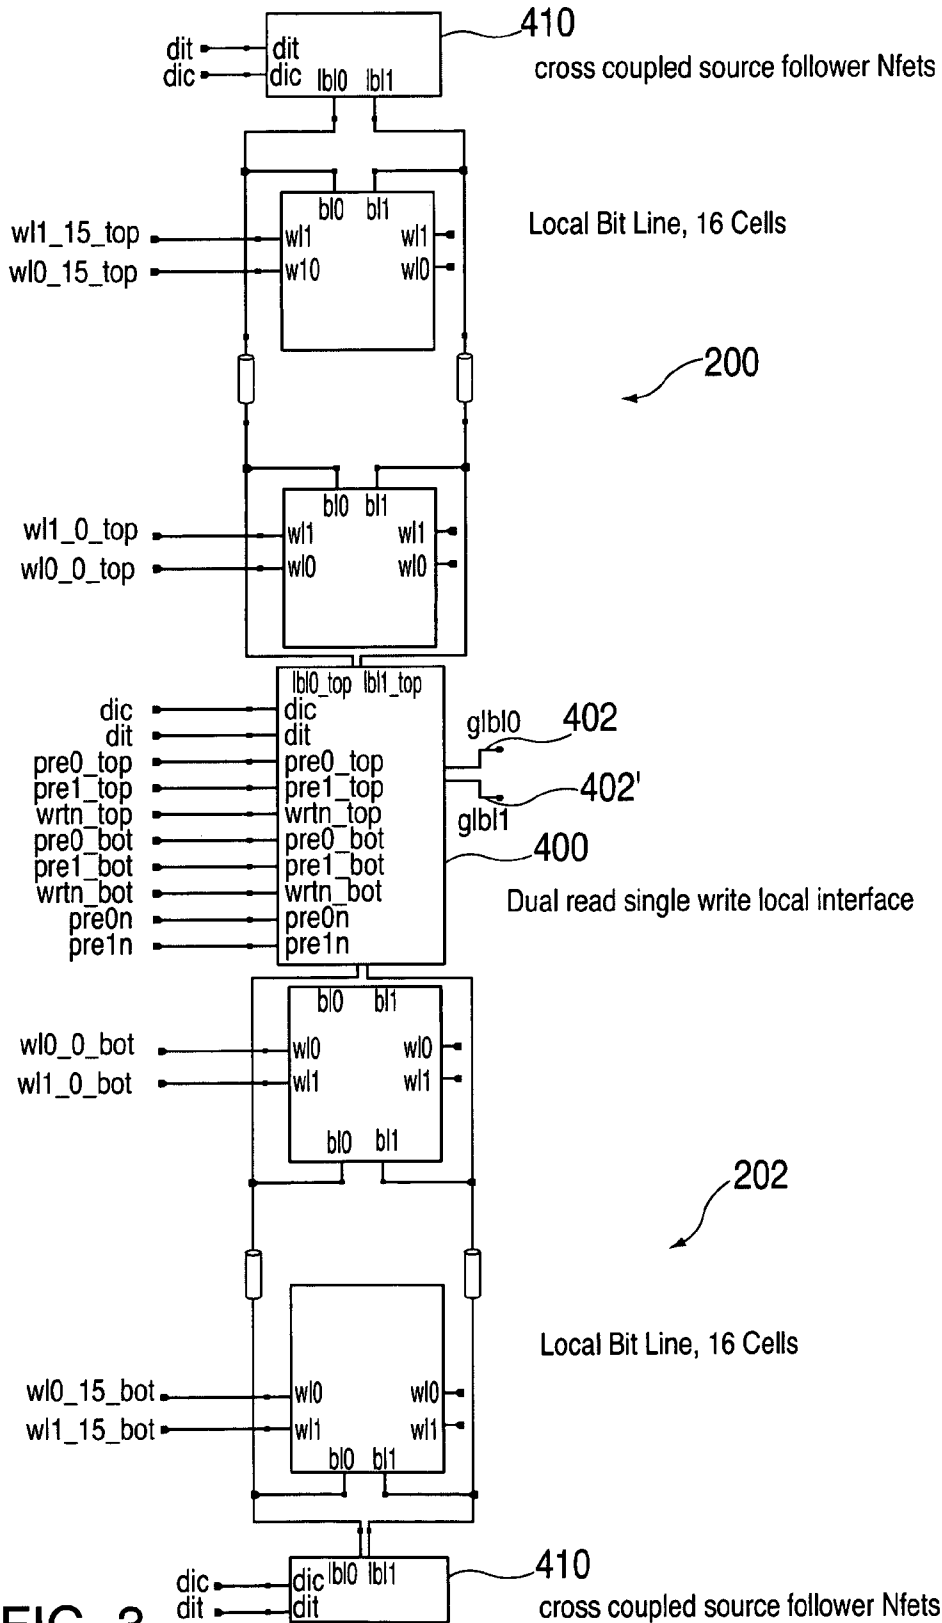 410
dit dit
dic dic
lbl0 lbl1
cross coupled source follower Nfets
bl0 bl1
Local Bit Line, 16 Cells
wl1_15_top wl1 wl1
wl0_15_top w10 wl0
200
bl0 bl1
wl1_0_top wl1 wl1
wl0_0_top wl0 wl0
lbl0_top lbl1_top
dic dic
dit dit
glbl0 402
pre0_top pre0_top
pre1_top pre1_top
402'
wrtn_top wrtn_top
glbl1
pre0_bot pre0_bot
400
pre1_bot pre1_bot
wrtn_bot wrtn_bot
Dual read single write local interface
pre0n pre0n
pre1n pre1n
bl0 bl1
wl0_0_bot wl0 wl0
wl1_0_bot wl1 wl1
bl0 bl1
202
Local Bit Line, 16 Cells
wl0_15_bot wl0 wl0
wl1_15_bot wl1 wl1
bl0 bl1
410
dic dic lbl0 lbl1
dit dit
cross coupled source follower Nfets